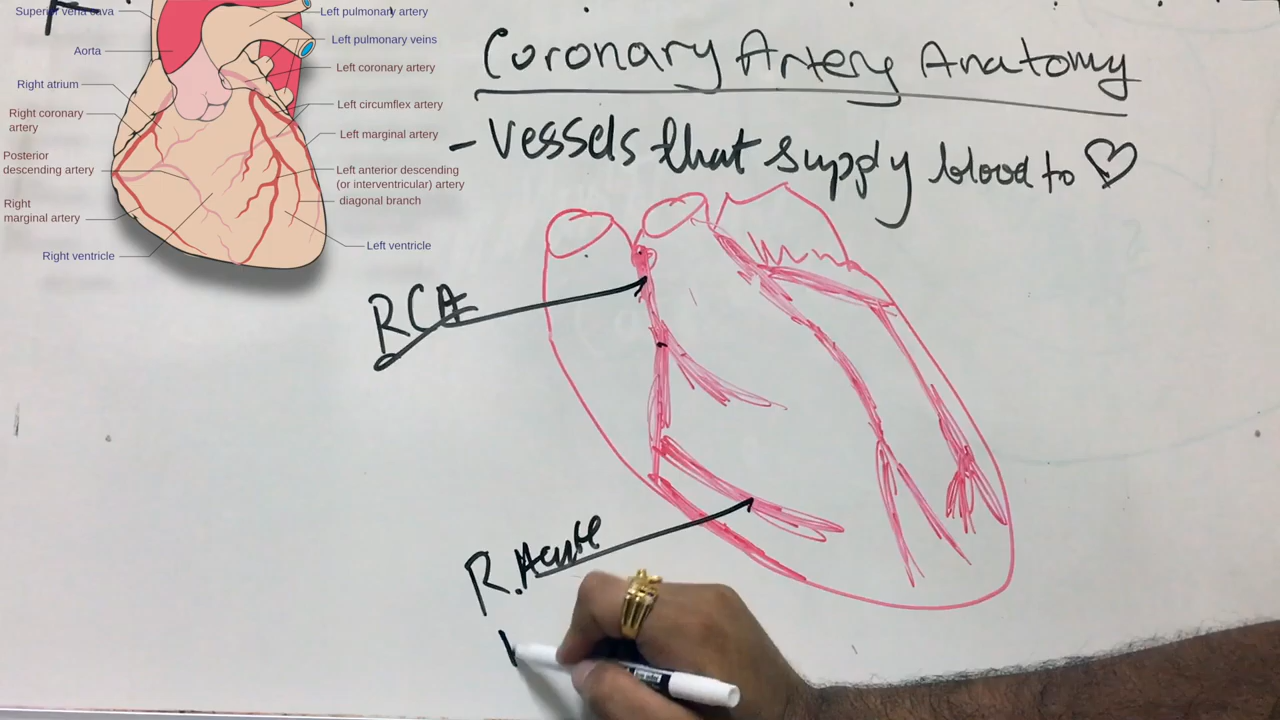 Superior vena cava
Aorta
Right atrium
Right coronary
artery
Posterior
descending artery
Right
marginal artery
Right ventricle
Left pulmonary artery
Left pulmonary veins
Left coronary artery
Left circumflex artery
Left marginal artery
Left anterior descending
(or interventricular) artery
diagonal branch
Left ventricle
Coronary Artery Anatomy
- Vessels that supply blood to ♡
RCA
R. Acute